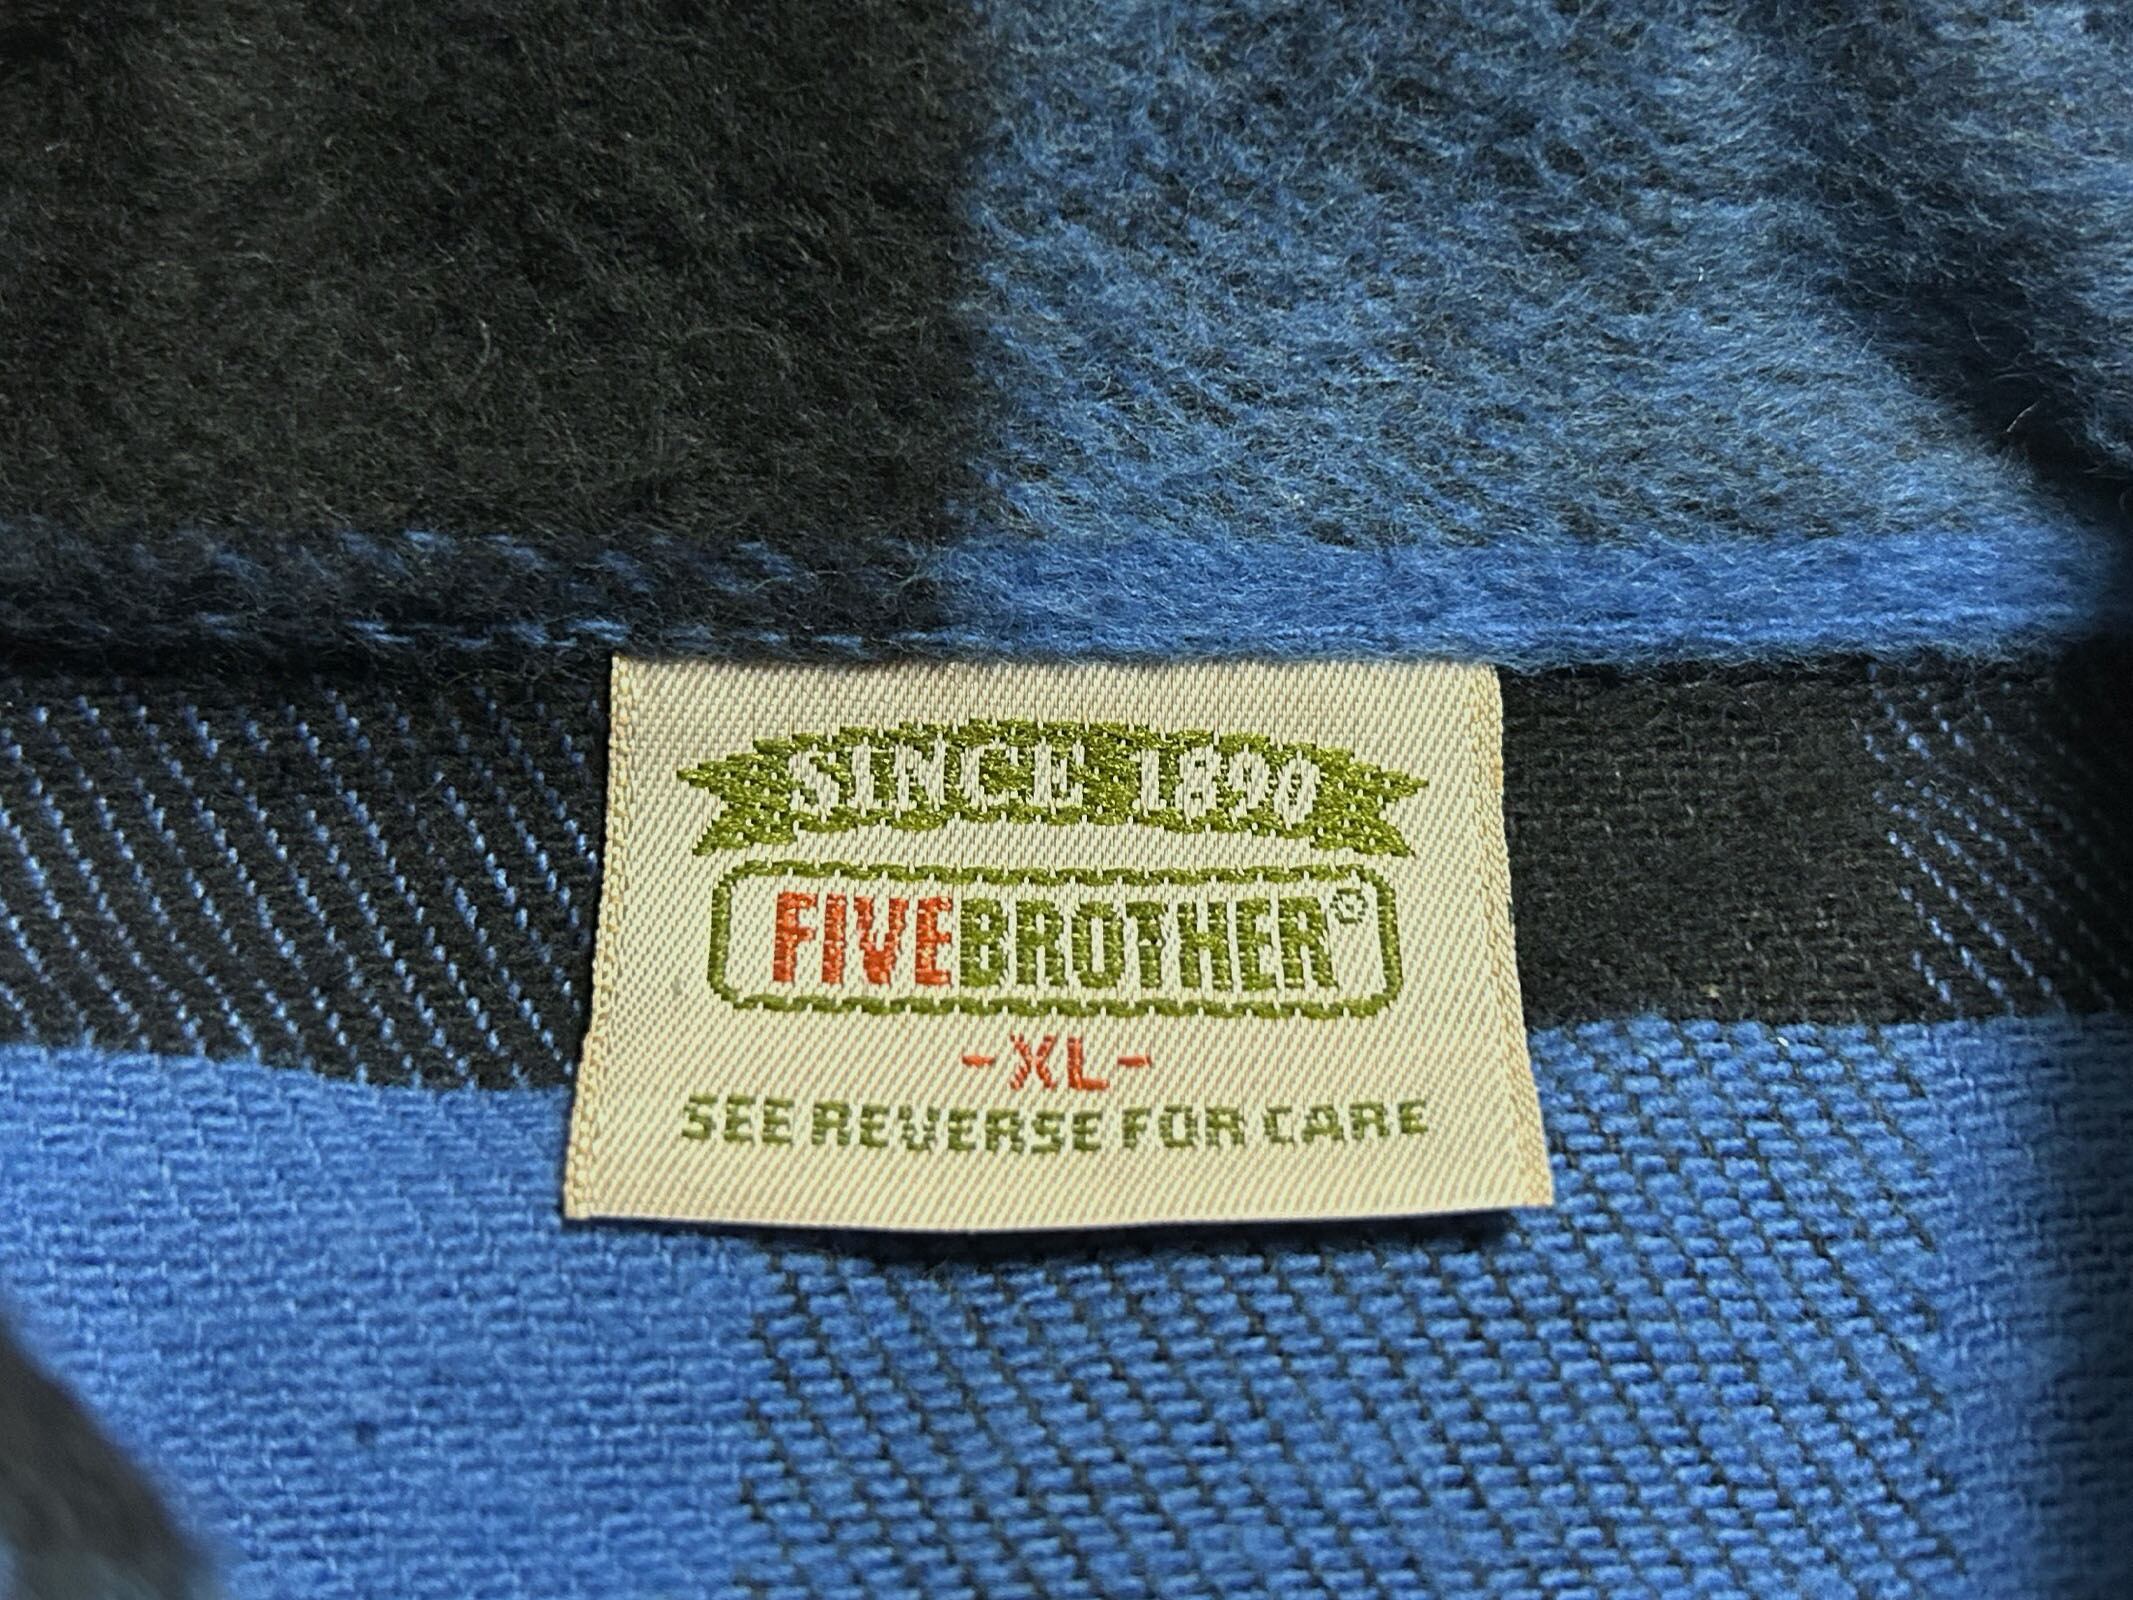 SINCE 1890
FIVEBROTHER®
-XL-
SEE REVERSE FOR CARE